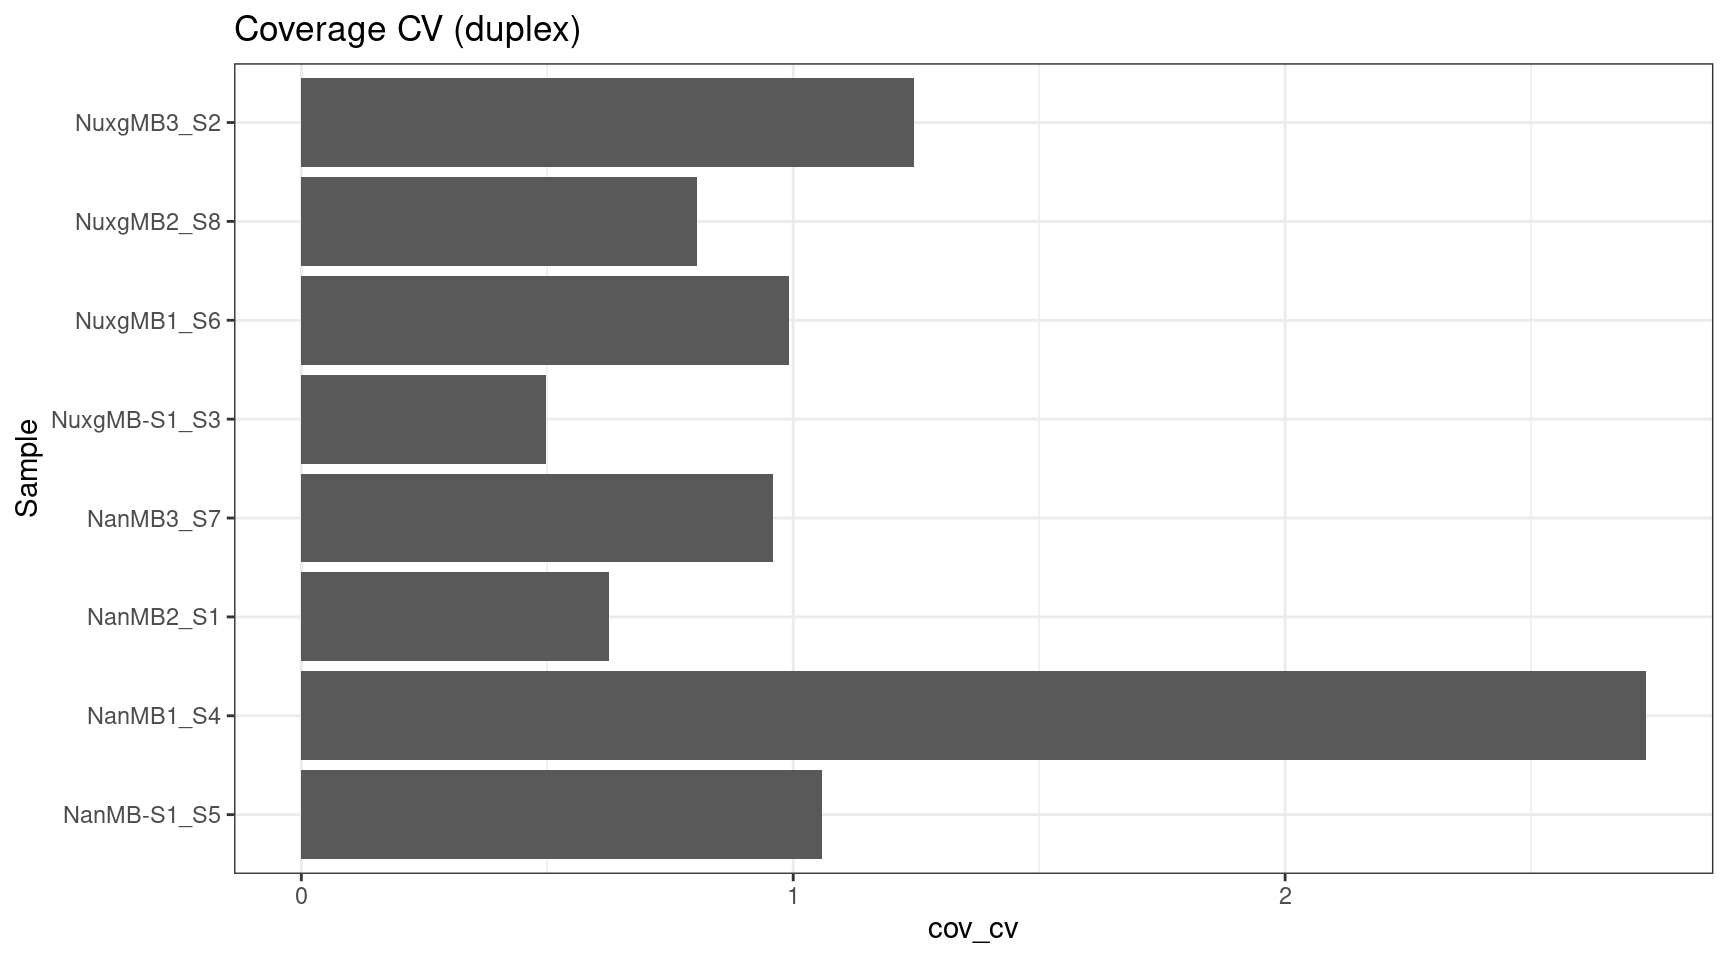 Coverage CV (duplex)
Sample
NuxgMB3_S2
NuxgMB2_S8
NuxgMB1_S6
NuxgMB-S1_S3
NanMB3_S7
NanMB2_S1
NanMB1_S4
NanMB-S1_S5
0 1 2
cov_cv